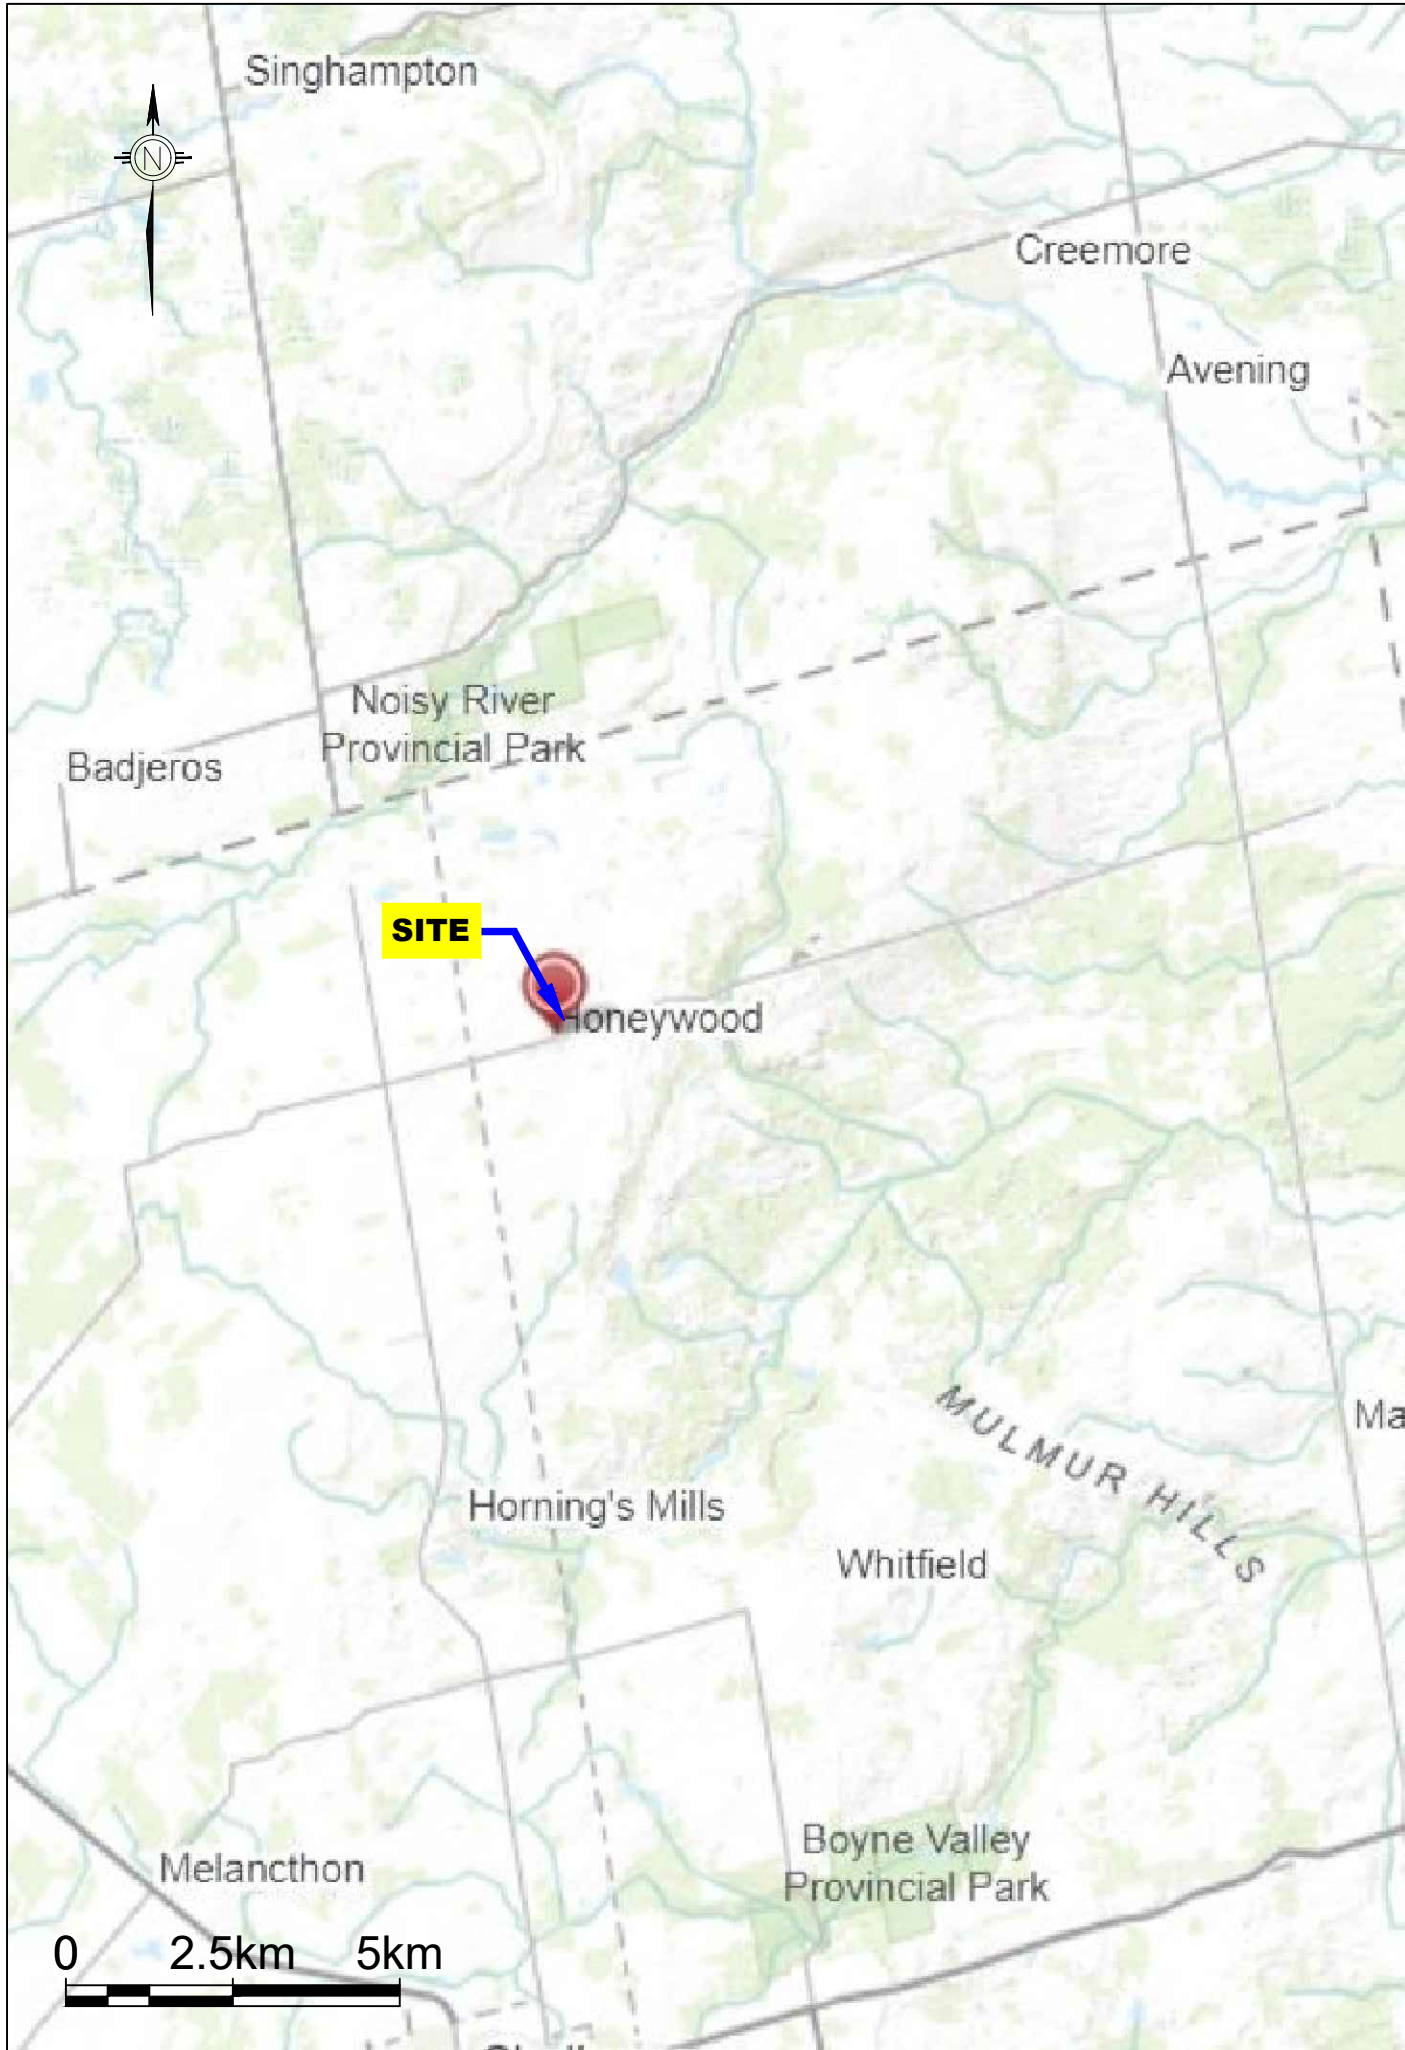 Singhampton
N
Creemore
Avening
Noisy River
Provincial Park
Badjeros
SITE
Honeywood
MULMUR HILLS
Ma
Horning's Mills
Whitfield
Boyne Valley
Provincial Park
Melancthon
0 2.5km 5km